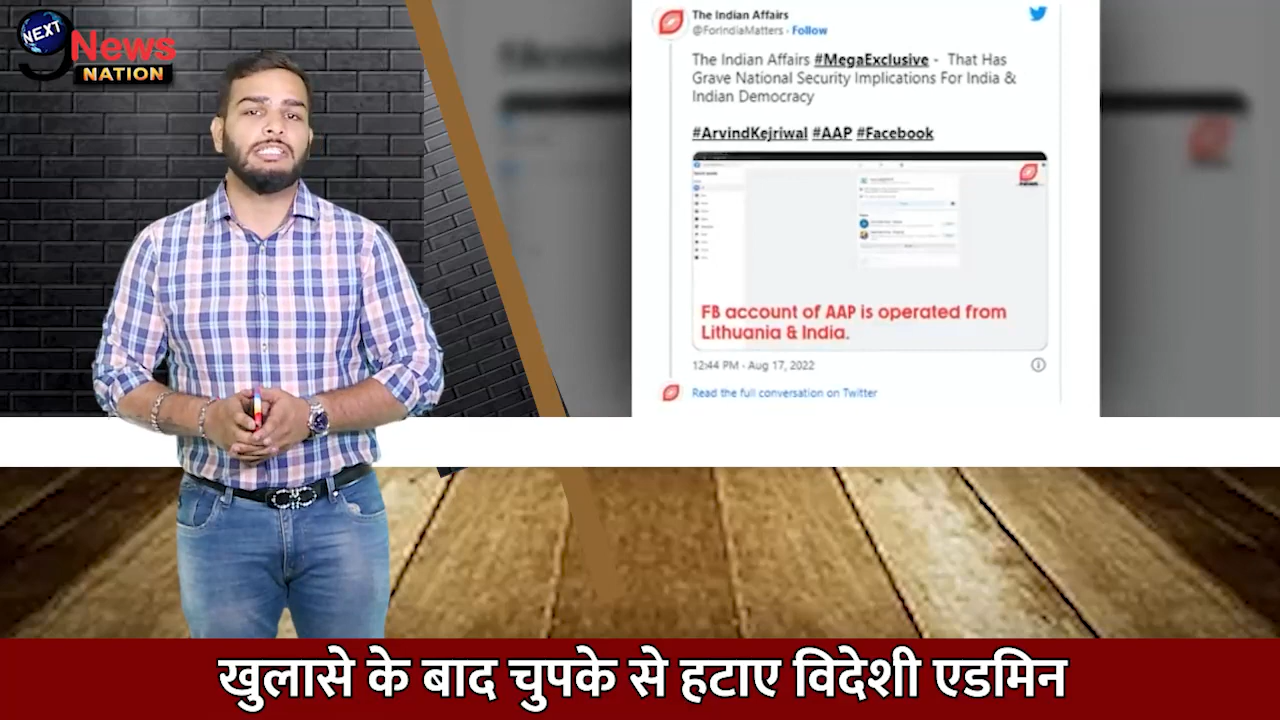 NEXT
9 News
NATION
The Indian Affairs
@ForIndiaMatters · Follow
The Indian Affairs #MegaExclusive - That Has
Grave National Security Implications For India &
Indian Democracy
#ArvindKejriwal #AAP #Facebook
FB account of AAP is operated from
Lithuania & India.
12:44 PM · Aug 17, 2022
Read the full conversation on Twitter
खुलासे के बाद चुपके से हटाए विदेशी एडमिन